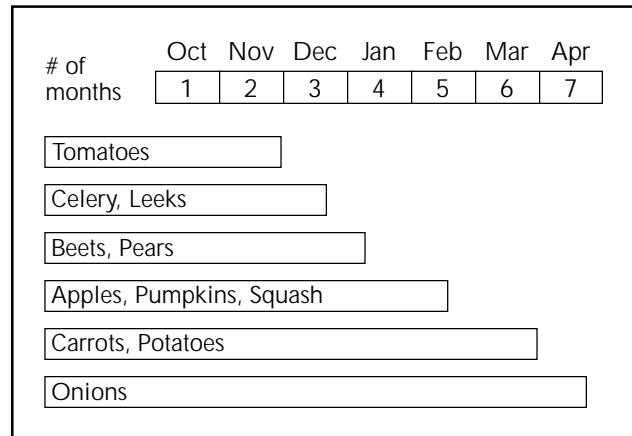 Oct Nov Dec Jan Feb Mar Apr
# of
months
1 2 3 4 5 6 7
Tomatoes
Celery, Leeks
Beets, Pears
Apples, Pumpkins, Squash
Carrots, Potatoes
Onions